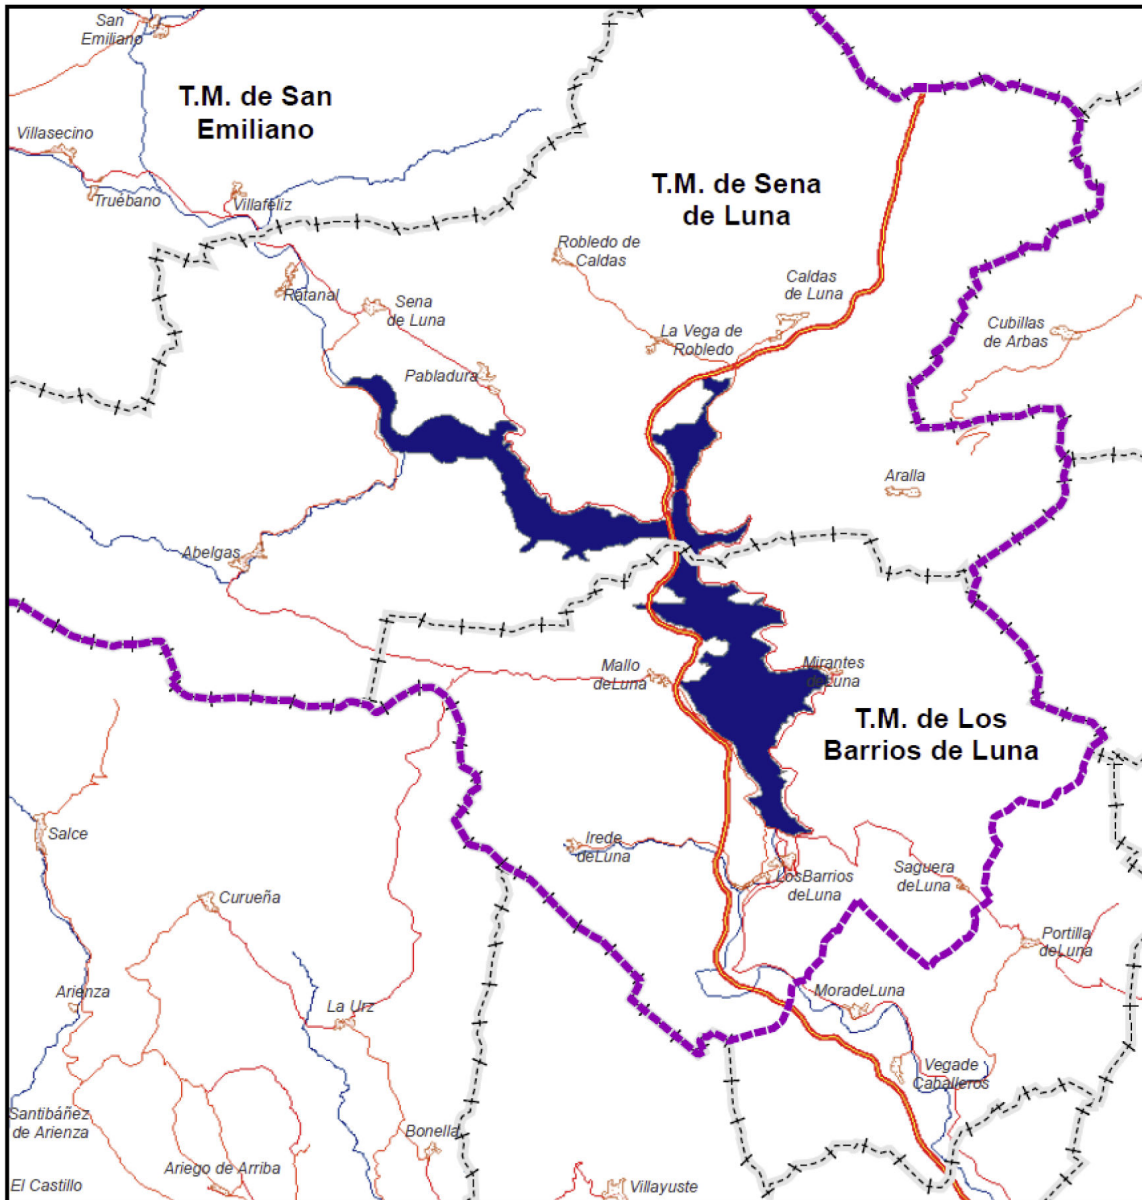 San
Emiliano
T.M. de San
Emiliano
Villasecino
Truébano
Villafeliz
T.M. de Sena
de Luna
Robledo de
Caldas
Caldas
de Luna
Ratanal
Sena
de Luna
La Vega de
Robledo
Cubillas
de Arbas
Pabladura
Aralla
Abelgas
Mallo
deLuna
Mirantes
deLuna
T.M. de Los
Barrios de Luna
Salce
Irede
deLuna
LosBarrios
deLuna
Saguera
deLuna
Curueña
Portilla
deLuna
Arienza
La Urz
MoradeLuna
Vegade
Caballeros
Santibáñez
de Arienza
Bonella
Ariego de Arriba
El Castillo
Villayuste